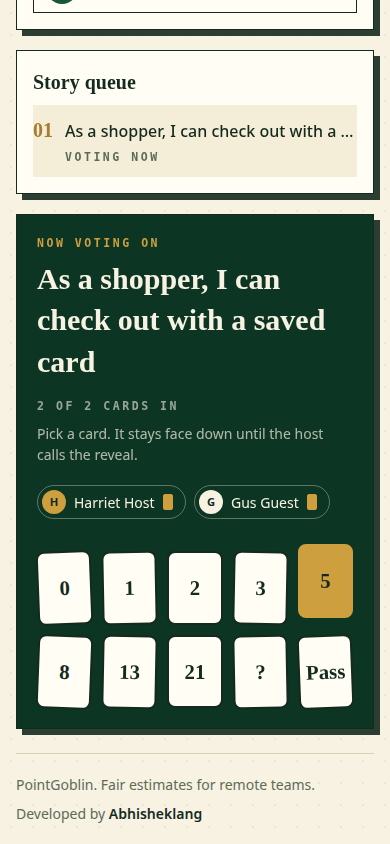 Story queue
01 As a shopper, I can check out with a ...
VOTING NOW
NOW VOTING ON
As a shopper, I can
check out with a saved
card
2 OF 2 CARDS IN
Pick a card. It stays face down until the host
calls the reveal.
H Harriet Host G Gus Guest
0 1 2 3 5
8 13 21 ? Pass
PointGoblin. Fair estimates for remote teams.
Developed by Abhisheklang